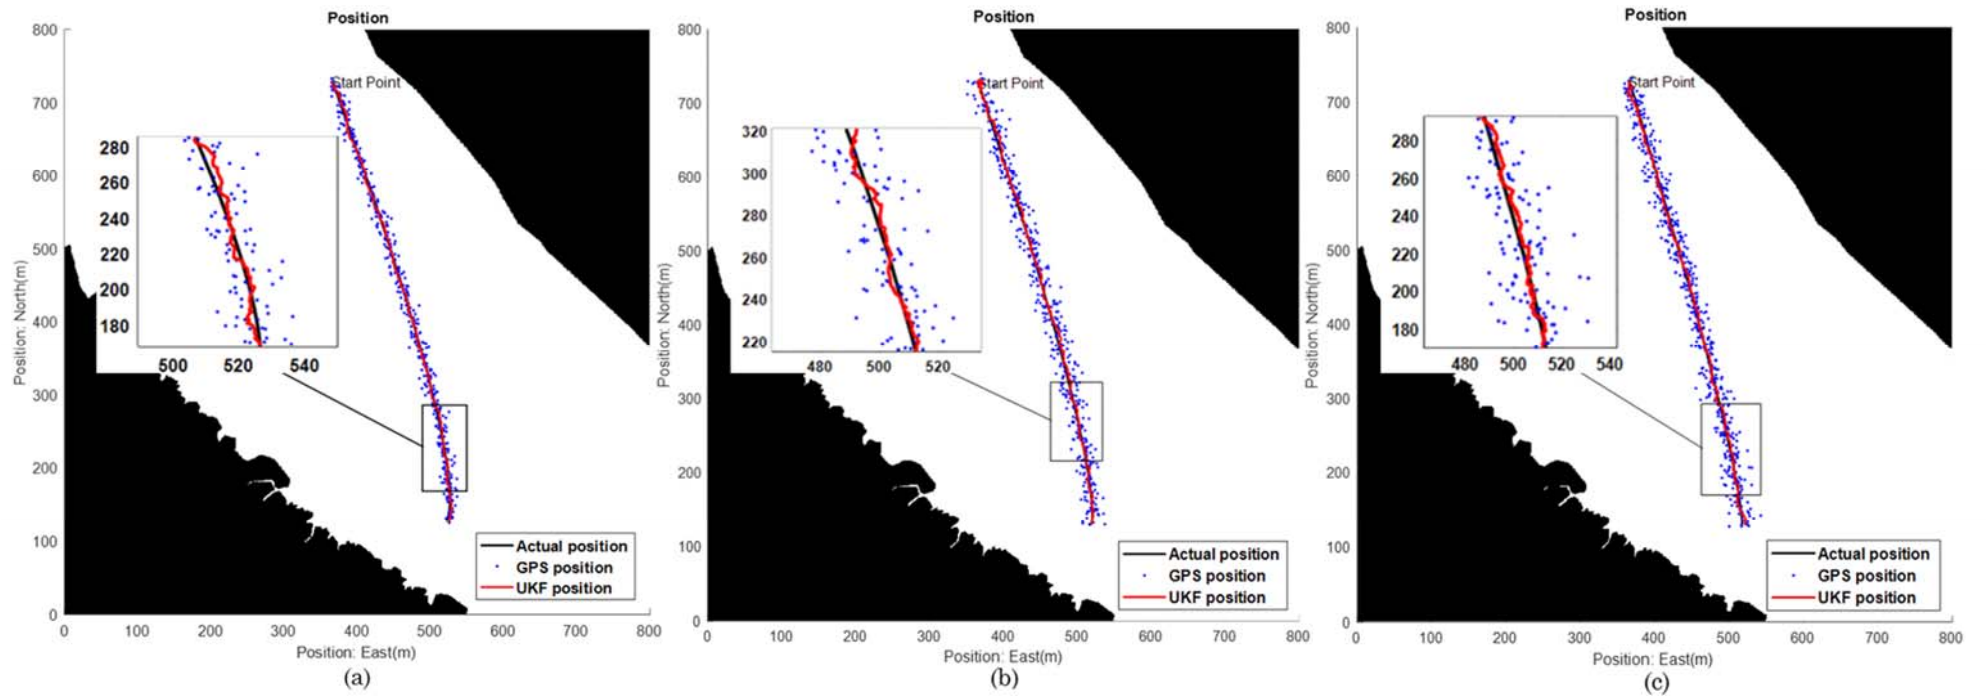 Position
800
700
600
500
400
300
200
100
0
0 100 200 300 400 500 600 700 800
Position: North(m)
Position: East(m)
Start Point
280
260
240
220
200
180
500 520 540
Actual position
GPS position
UKF position
(a)
Position
800
700
600
500
400
300
200
100
0
0 100 200 300 400 500 600 700 800
Position: North(m)
Position: East(m)
Start Point
320
300
280
260
240
220
480 500 520
Actual position
GPS position
UKF position
(b)
Position
800
700
600
500
400
300
200
100
0
0 100 200 300 400 500 600 700 800
Position: North(m)
Position: East(m)
Start Point
280
260
240
220
200
180
480 500 520 540
Actual position
GPS position
UKF position
(c)